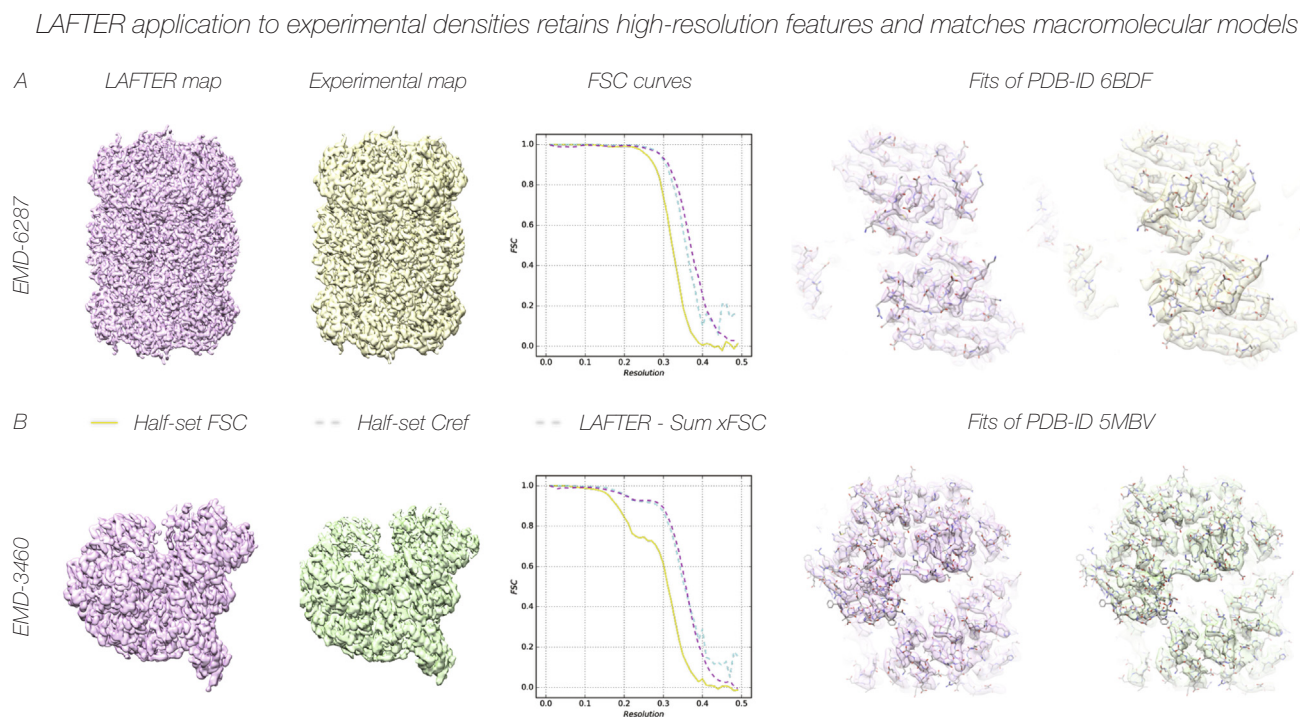 LAFTER application to experimental densities retains high-resolution features and matches macromolecular models
A LAFTER map Experimental map FSC curves Fits of PDB-ID 6BDF
EMD-6287
1.0
0.8
0.6
0.4
0.2
0.0
FSC
0.0 0.1 0.2 0.3 0.4 0.5
Resolution
B Half-set FSC Half-set Cref LAFTER - Sum xFSC Fits of PDB-ID 5MBV
EMD-3460
1.0
0.8
0.6
0.4
0.2
0.0
FSC
0.0 0.1 0.2 0.3 0.4 0.5
Resolution